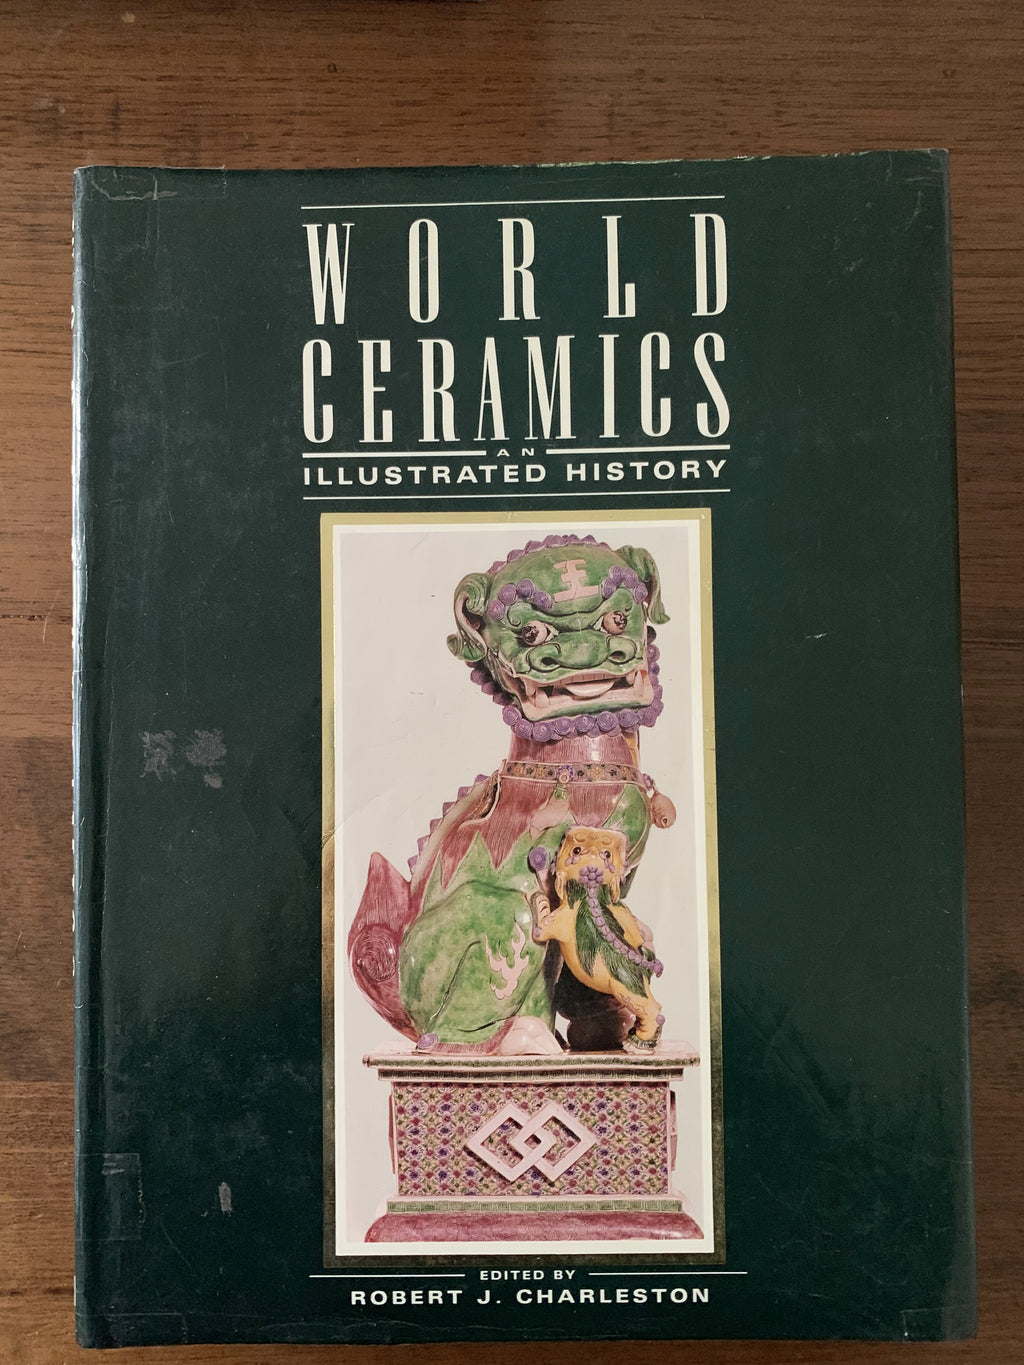 WORLD
CERAMICS
AN
ILLUSTRATED HISTORY
王
EDITED BY
ROBERT J. CHARLESTON